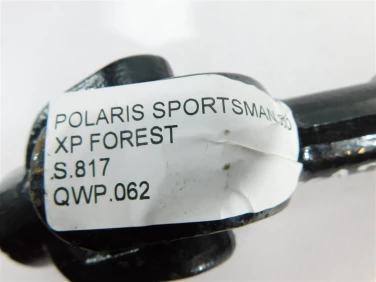 POLARIS SPORTSMAN
XP FOREST
S.817
QWP.062